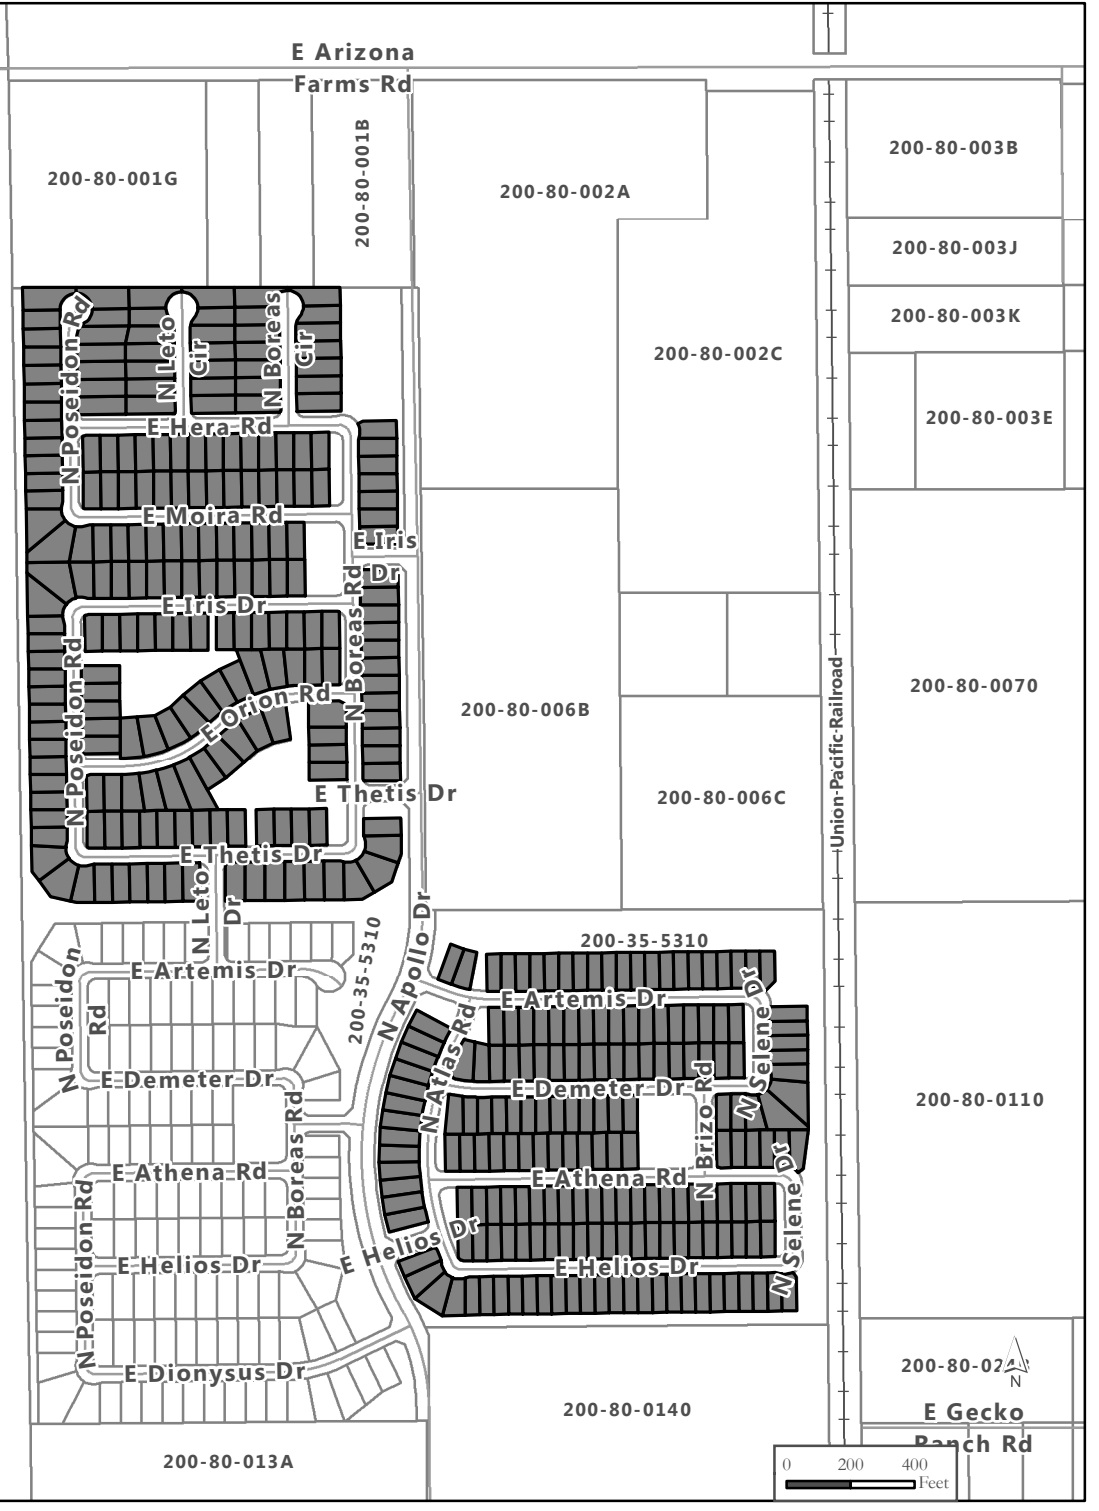 E Arizona
Farms Rd
200-80-001B
200-80-003B
200-80-001G
200-80-002A
200-80-003J
200-80-003K
N Poseidon Rd
N Leto
Cir
N Boreas
Cir
200-80-002C
200-80-003E
E Hera Rd
E Moira Rd
E Iris
Dr
E Iris Dr
N Boreas Rd
N Poseidon Rd
E Orion Rd
200-80-006B
200-80-0070
Union Pacific Railroad
E Thetis Dr
200-80-006C
E Thetis Dr
N Leto
Dr
N Apollo Dr
200-35-5310
200-35-5310
N Poseidon
Rd
E Artemis Dr
E Artemis Dr
N Selene Dr
N Atlas Rd
E Demeter Dr
E Demeter Dr
N Brizo Rd
200-80-0110
N Boreas Rd
E Athena Rd
E Athena Rd
N Selene Dr
N Poseidon Rd
E Helios Dr
E Helios Dr
E Helios Dr
E Dionysus Dr
200-80-0140
N
E Gecko
Ranch Rd
200-80-013A
0 200 400
Feet